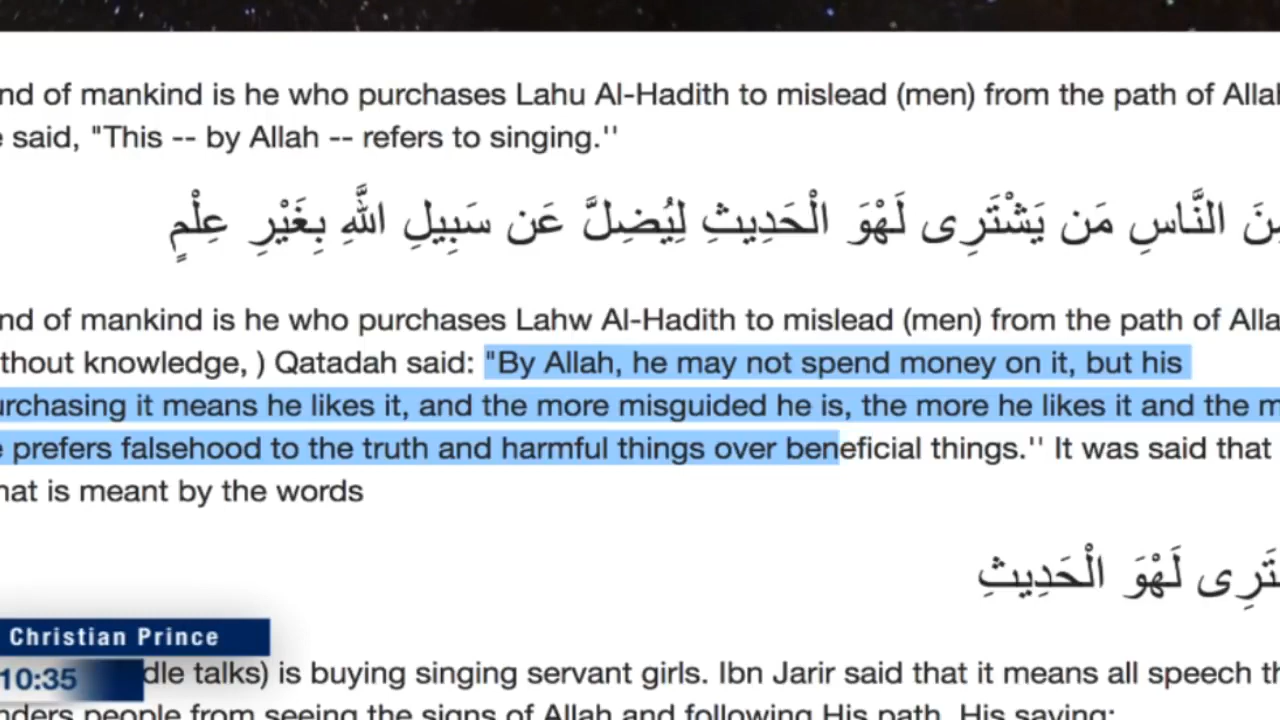 nd of mankind is he who purchases Lahu Al-Hadith to mislead (men) from the path of Alla
said, "This -- by Allah -- refers to singing.''
النَّاسِ مَن يَشْتَرِى لَهْوَ الْحَدِيثِ لِيُضِلَّ عَن سَبِيلِ اللَّهِ بِغَيْرِ عِلْمٍ
nd of mankind is he who purchases Lahw Al-Hadith to mislead (men) from the path of Alla
thout knowledge, ) Qatadah said: "By Allah, he may not spend money on it, but his
urchasing it means he likes it, and the more misguided he is, the more he likes it and the m
prefers falsehood to the truth and harmful things over beneficial things.'' It was said that
hat is meant by the words
تَرِى لَهْوَ الْحَدِيثِ
Christian Prince
10:35
dle talks) is buying singing servant girls. Ibn Jarir said that it means all speech th
nders people from seeing the signs of Allah and following His path. His saying: